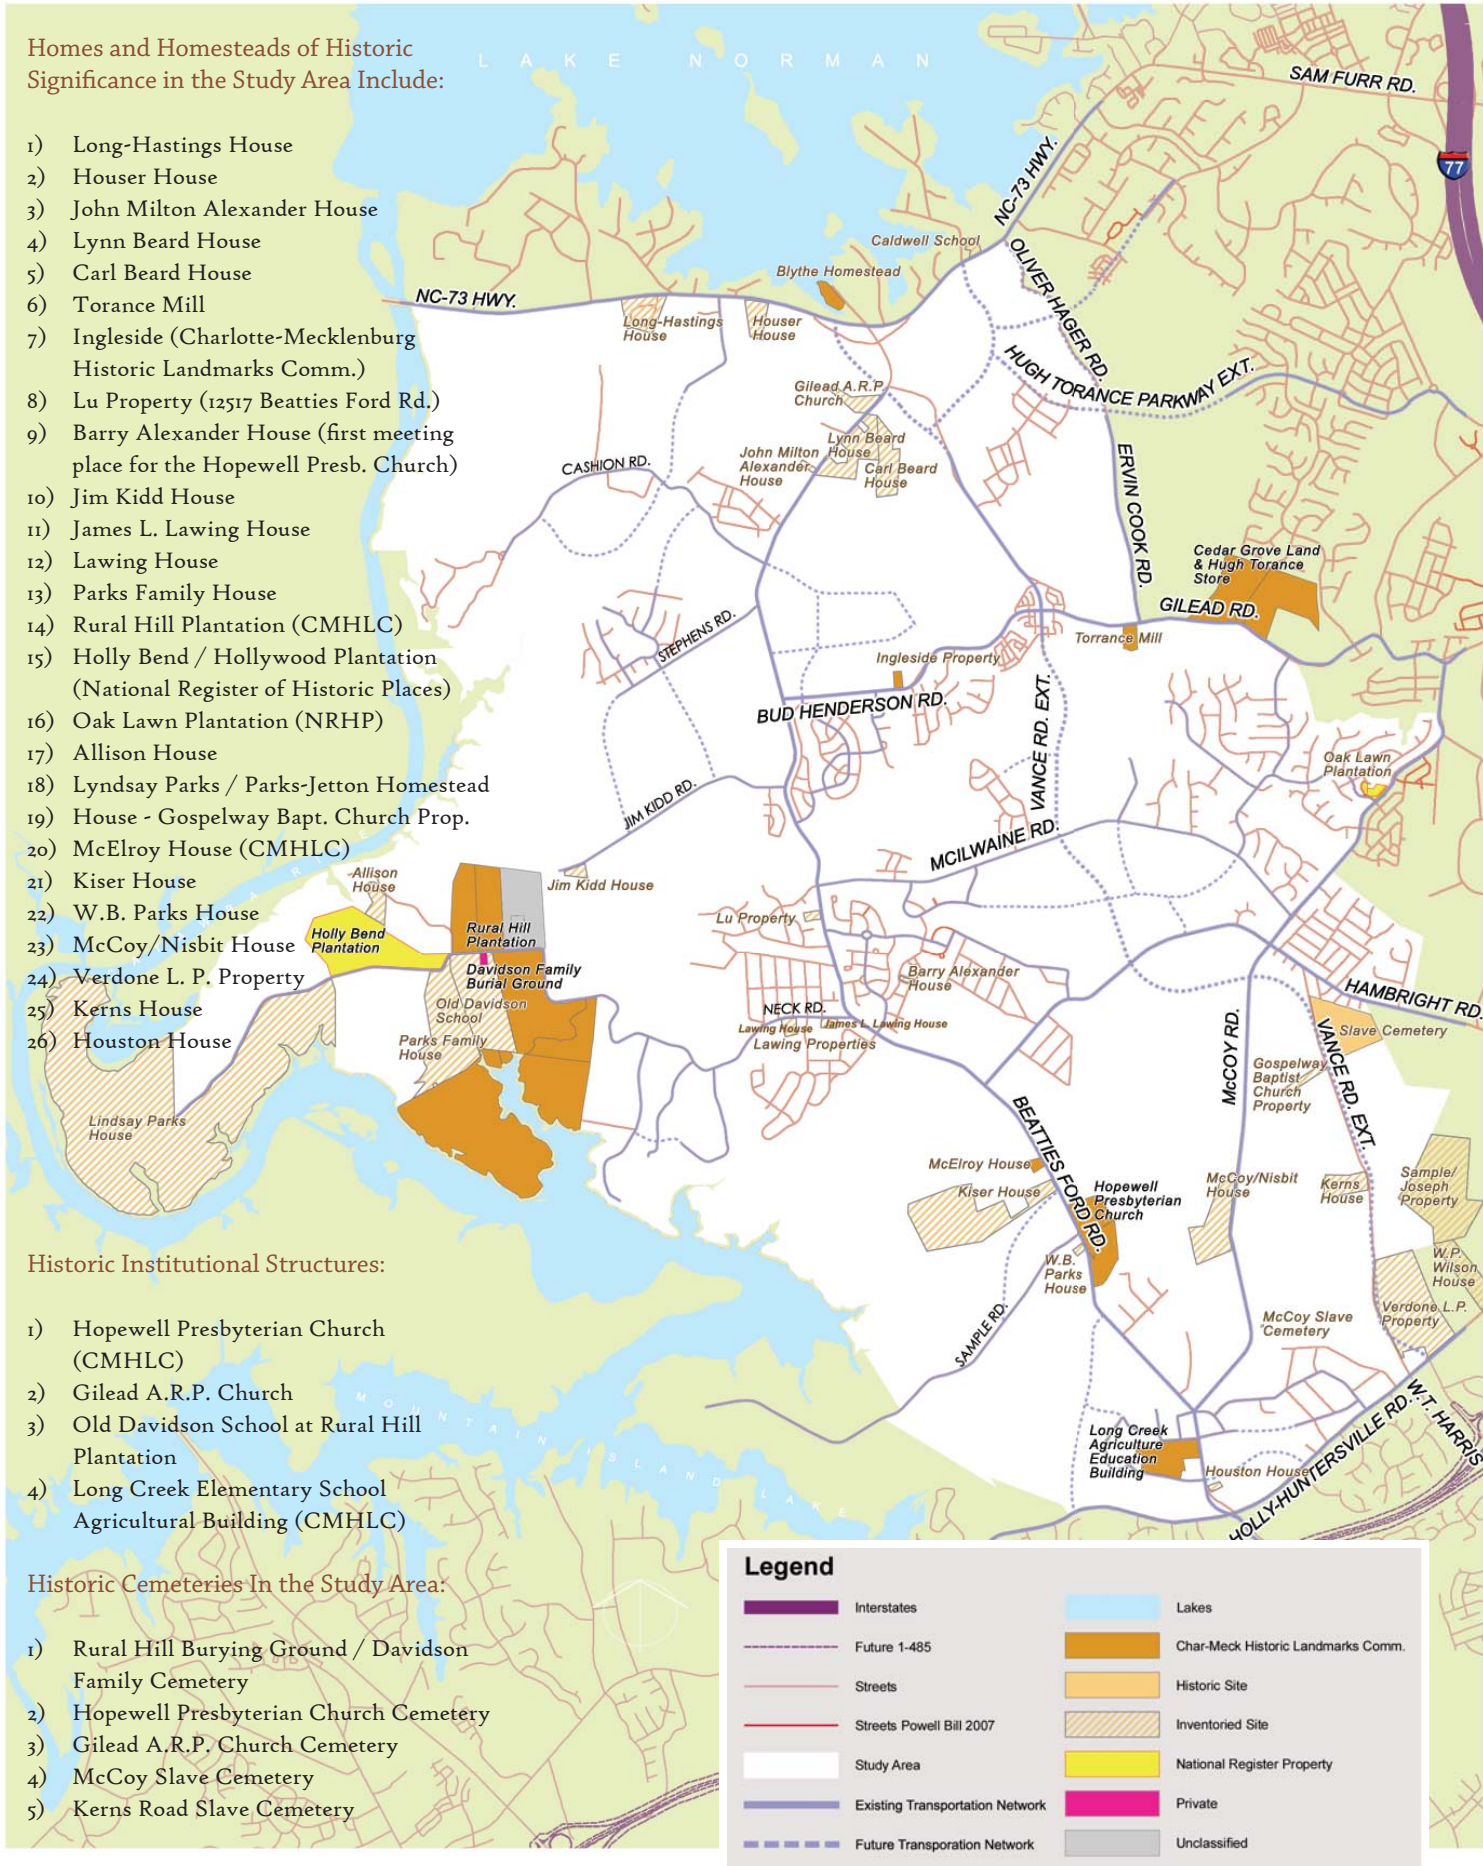 Homes and Homesteads of Historic
Significance in the Study Area Include:
1) Long-Hastings House
2) Houser House
3) John Milton Alexander House
4) Lynn Beard House
5) Carl Beard House
6) Torance Mill
7) Ingleside (Charlotte-Mecklenburg
Historic Landmarks Comm.)
8) Lu Property (12517 Beatties Ford Rd.)
9) Barry Alexander House (first meeting
place for the Hopewell Presb. Church)
10) Jim Kidd House
11) James L. Lawing House
12) Lawing House
13) Parks Family House
14) Rural Hill Plantation (CMHLC)
15) Holly Bend / Hollywood Plantation
(National Register of Historic Places)
16) Oak Lawn Plantation (NRHP)
17) Allison House
18) Lyndsay Parks / Parks-Jetton Homestead
19) House - Gospelway Bapt. Church Prop.
20) McElroy House (CMHLC)
21) Kiser House
22) W.B. Parks House
23) McCoy/Nisbit House
24) Verdone L. P. Property
25) Kerns House
26) Houston House
Historic Institutional Structures:
1) Hopewell Presbyterian Church
(CMHLC)
2) Gilead A.R.P. Church
3) Old Davidson School at Rural Hill
Plantation
4) Long Creek Elementary School
Agricultural Building (CMHLC)
Historic Cemeteries In the Study Area:
1) Rural Hill Burying Ground / Davidson
Family Cemetery
2) Hopewell Presbyterian Church Cemetery
3) Gilead A.R.P. Church Cemetery
4) McCoy Slave Cemetery
5) Kerns Road Slave Cemetery
LAKE NORMAN
SAM FURR RD.
77
NC-73 HWY.
Caldwell School
Blythe Homestead
OLIVER HAGER RD.
NC-73 HWY.
Long-Hastings
House
Houser
House
HUGH TORANCE PARKWAY EXT.
Gilead A.R.P.
Church
Lynn Beard
House
John Milton
Alexander
House
Carl Beard
House
CASHION RD.
ERVIN COOK RD.
Cedar Grove Land
& Hugh Torance
Store
GILEAD RD.
Torrance Mill
STEPHENS RD.
Ingleside Property
BUD HENDERSON RD.
VANCE RD. EXT.
Oak Lawn
Plantation
JIM KIDD RD.
MCILWAINE RD.
Allison
House
Jim Kidd House
Lu Property
Holly Bend
Plantation
Rural Hill
Plantation
Davidson Family
Burial Ground
Old Davidson
School
Parks Family
House
Barry Alexander
House
NECK RD.
Lawing House
James L. Lawing House
Lawing Properties
HAMBRIGHT RD.
Slave Cemetery
McCOY RD.
VANCE RD. EXT.
Gospelway
Baptist
Church
Property
Lindsay Parks
House
BEATTIES FORD RD.
McElroy House
Kiser House
Hopewell
Presbyterian
Church
McCoy/Nisbit
House
Kerns
House
Sample/
Joseph
Property
W.B.
Parks
House
W.P.
Wilson
House
SAMPLE RD.
McCoy Slave
Cemetery
Verdone L.P.
Property
MOUNTAIN ISLAND LAKE
Long Creek
Agriculture
Education
Building
Houston House
HOLLY-HUNTERSVILLE RD.
W.T. HARRIS
Legend
Interstates
Future 1-485
Streets
Streets Powell Bill 2007
Study Area
Existing Transportation Network
Future Transporation Network
Lakes
Char-Meck Historic Landmarks Comm.
Historic Site
Inventoried Site
National Register Property
Private
Unclassified